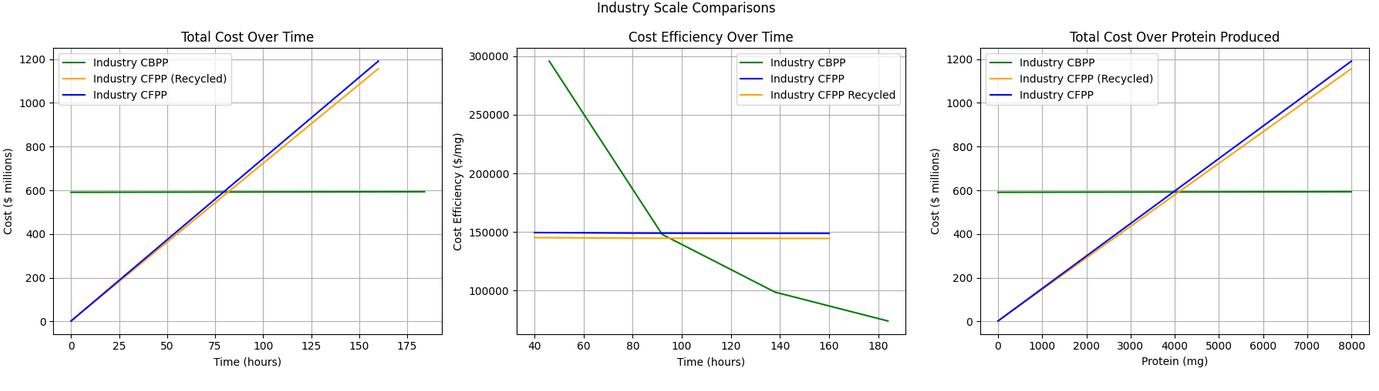 Industry Scale Comparisons
Total Cost Over Time
Cost ($ millions)
1200
1000
800
600
400
200
0
Industry CBPP
Industry CFPP (Recycled)
Industry CFPP
0 25 50 75 100 125 150 175
Time (hours)
Cost Efficiency Over Time
Cost Efficiency ($/mg)
300000
250000
200000
150000
100000
Industry CBPP
Industry CFPP
Industry CFPP Recycled
40 60 80 100 120 140 160 180
Time (hours)
Total Cost Over Protein Produced
Cost ($ millions)
1200
1000
800
600
400
200
0
Industry CBPP
Industry CFPP (Recycled)
Industry CFPP
0 1000 2000 3000 4000 5000 6000 7000 8000
Protein (mg)